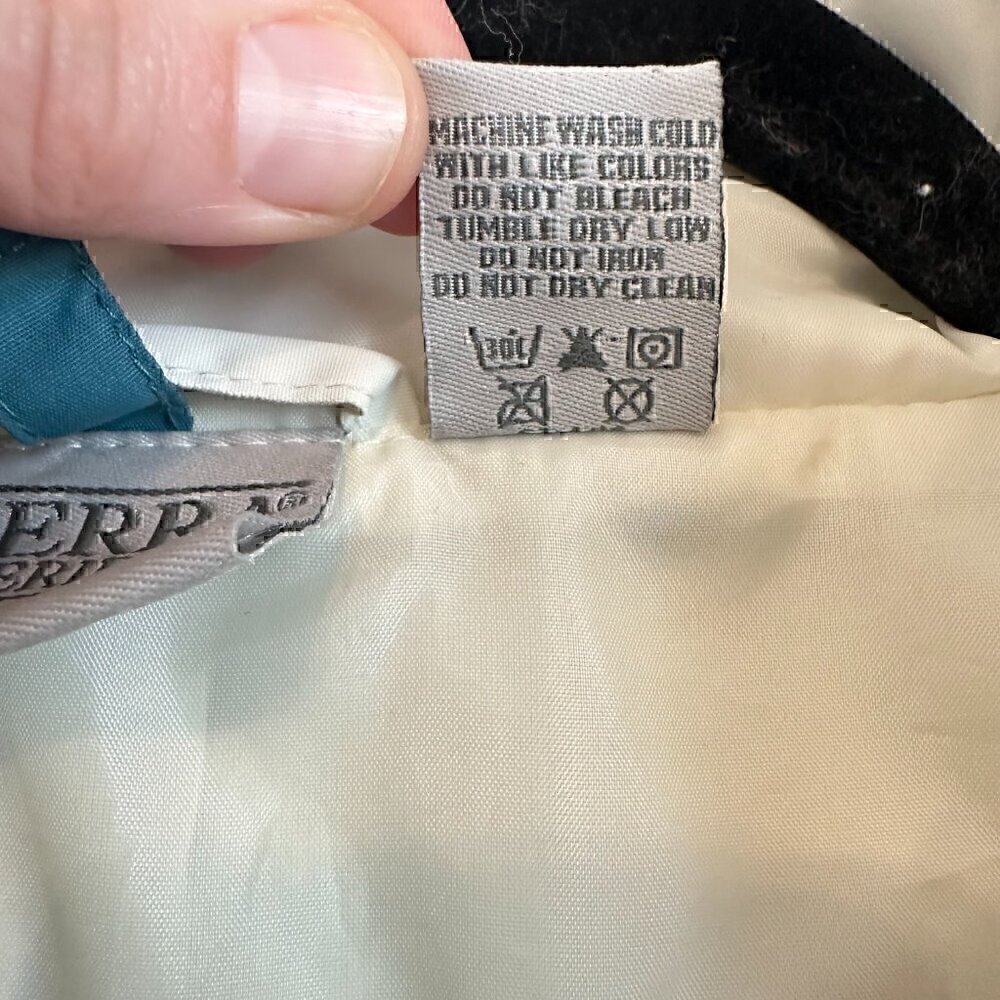 MACHINE WASH COLD
WITH LIKE COLORS
DO NOT BLEACH
TUMBLE DRY LOW
DO NOT IRON
DO NOT DRY CLEAN
30
ERR A®